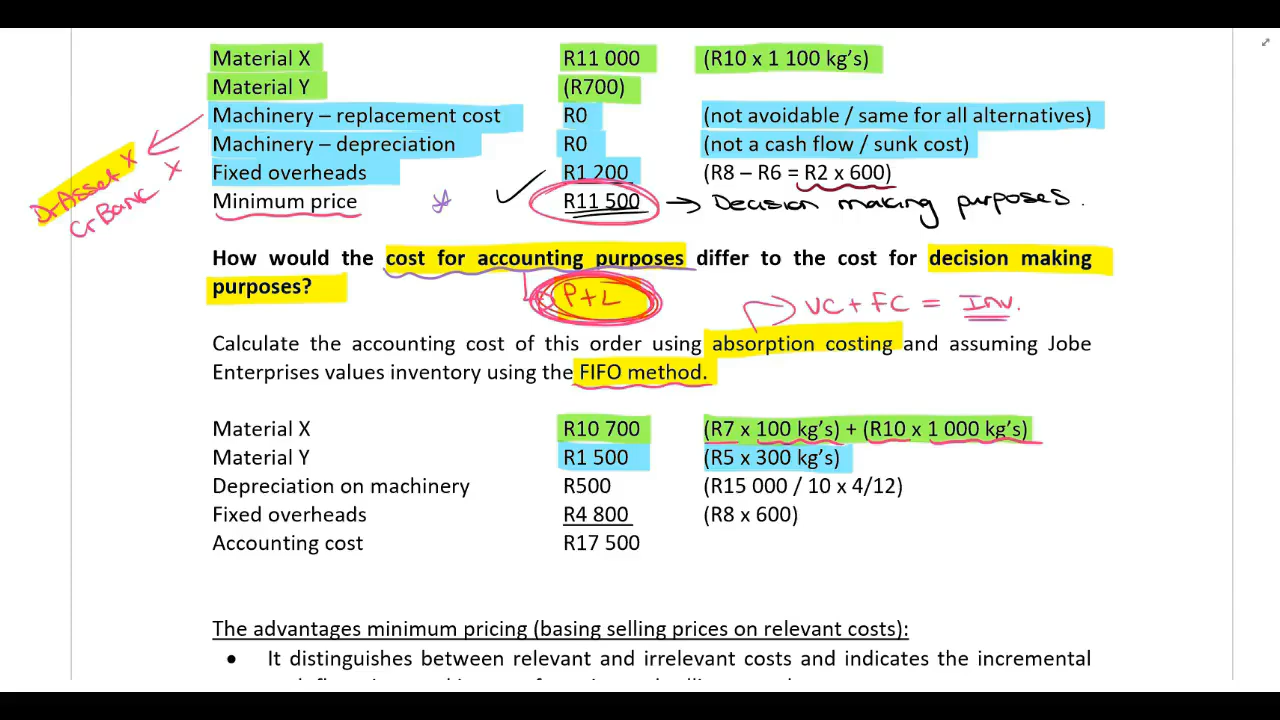 Material X R11 000 (R10 x 1 100 kg's)
Material Y (R700)
Machinery – replacement cost R0 (not avoidable / same for all alternatives)
Machinery – depreciation R0 (not a cash flow / sunk cost)
Fixed overheads R1 200 (R8 – R6 = R2 x 600)
Minimum price R11 500 → Decision making purposes.
Dr Asset X
Cr Bank X
How would the cost for accounting purposes differ to the cost for decision making
purposes?
P+L
VC + FC = Inv.
Calculate the accounting cost of this order using absorption costing and assuming Jobe
Enterprises values inventory using the FIFO method.
Material X R10 700 (R7 x 100 kg's) + (R10 x 1 000 kg's)
Material Y R1 500 (R5 x 300 kg's)
Depreciation on machinery R500 (R15 000 / 10 x 4/12)
Fixed overheads R4 800 (R8 x 600)
Accounting cost R17 500
The advantages minimum pricing (basing selling prices on relevant costs):
• It distinguishes between relevant and irrelevant costs and indicates the incremental